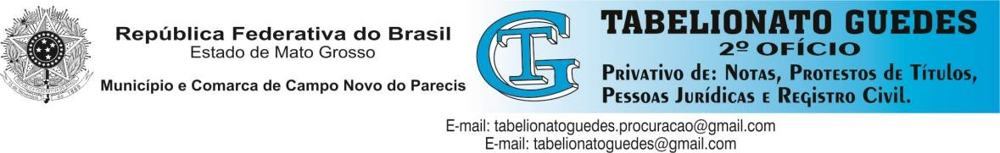 República Federativa do Brasil
Estado de Mato Grosso
Município e Comarca de Campo Novo do Parecis
TG
TABELIONATO GUEDES
2º OFÍCIO
PRIVATIVO DE: NOTAS, PROTESTOS DE TÍTULOS,
PESSOAS JURÍDICAS E REGISTRO CIVIL.
E-mail: tabelionatoguedes.procuracao@gmail.com
E-mail: tabelionatoguedes@gmail.com